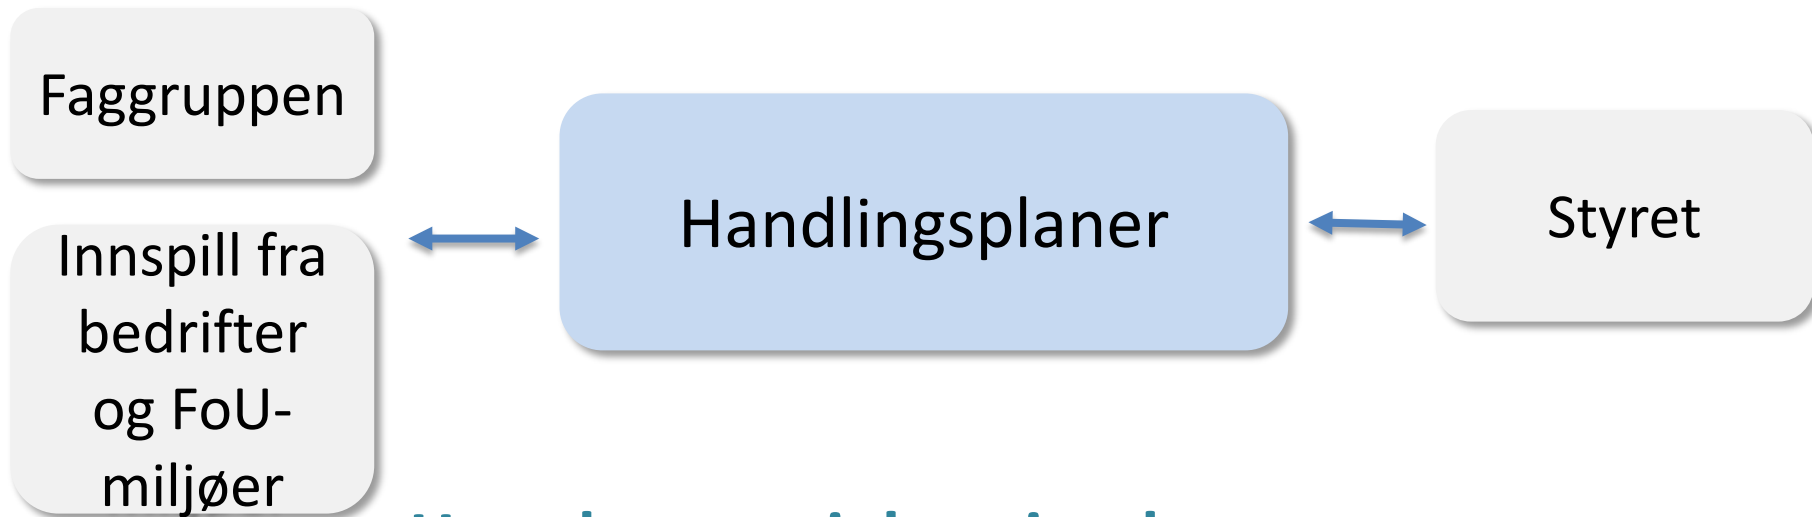 Faggruppen
Innspill fra
bedrifter
og FoU-
miljøer
Handlingsplaner
Styret